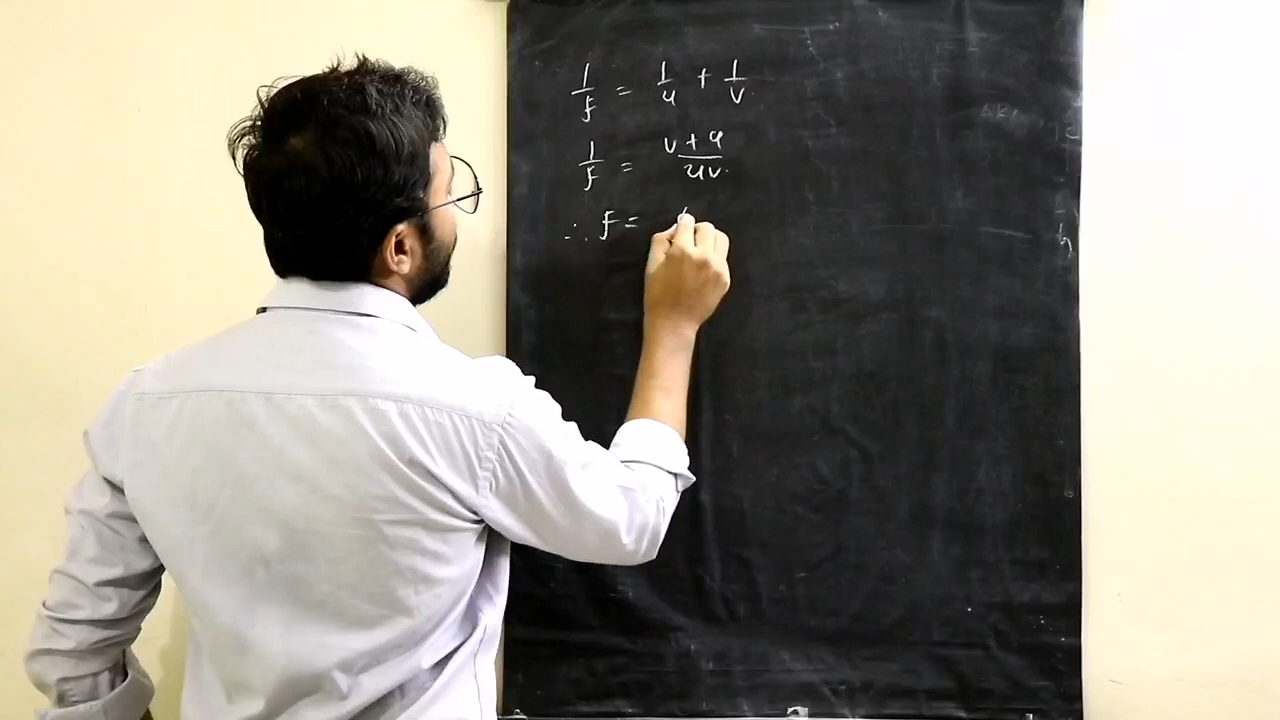 1/f = 1/u + 1/v
1/f = v + u / uv
∴ f =